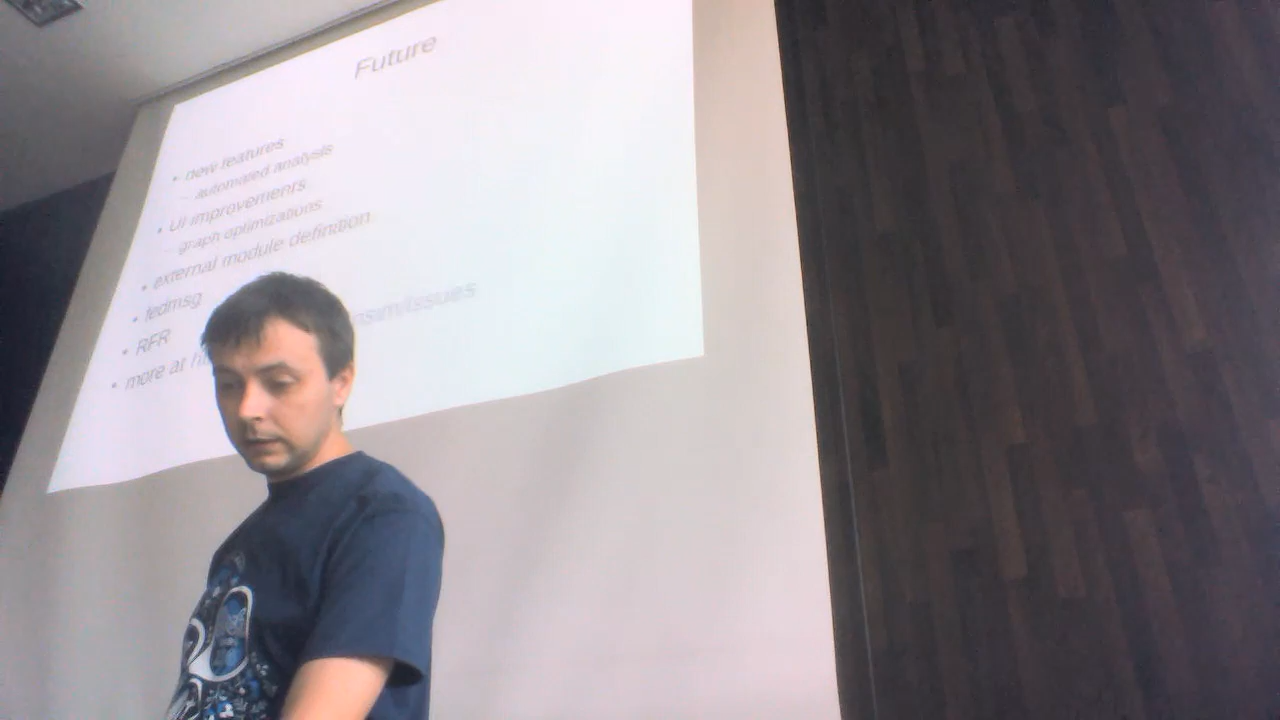 Future
new features
automated analysis
UI improvements
graph optimizations
external module definition
fedmsg
RFR
more at